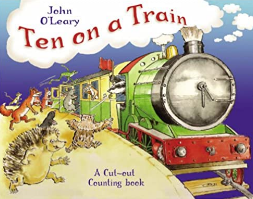 John
O'Leary
Ten on a Train
A Cut-out
Counting book